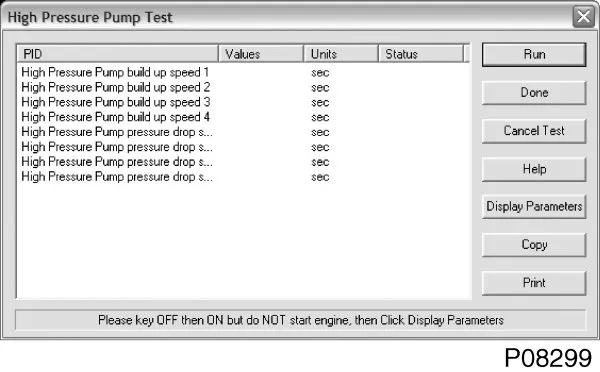 High Pressure Pump Test
PID Values Units Status
High Pressure Pump build up speed 1 sec
High Pressure Pump build up speed 2 sec
High Pressure Pump build up speed 3 sec
High Pressure Pump build up speed 4 sec
High Pressure Pump pressure drop s... sec
High Pressure Pump pressure drop s... sec
High Pressure Pump pressure drop s... sec
High Pressure Pump pressure drop s... sec
Run
Done
Cancel Test
Help
Display Parameters
Copy
Print
Please key OFF then ON but do NOT start engine, then Click Display Parameters
P08299